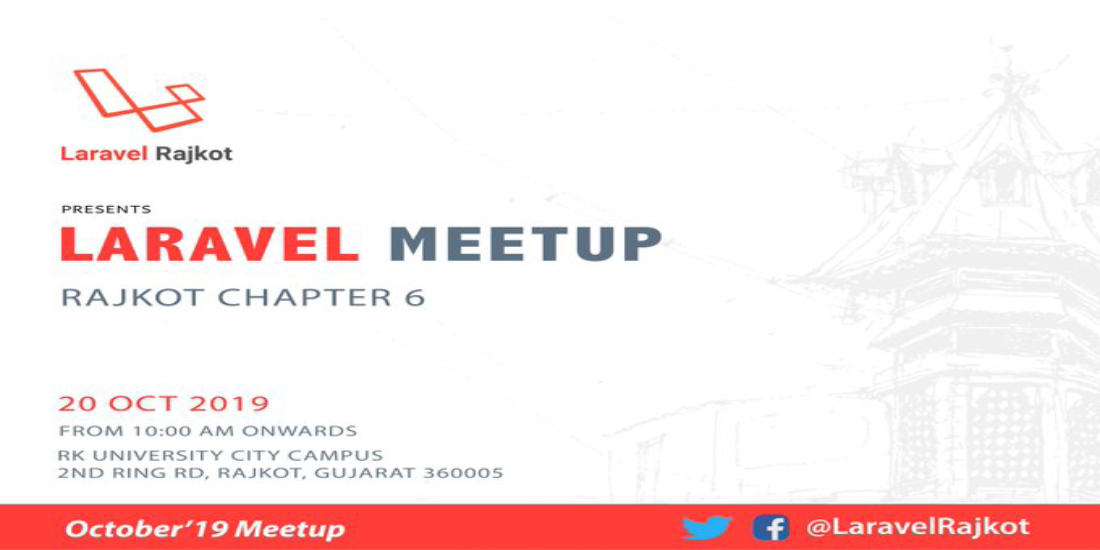 Laravel Rajkot
PRESENTS
LARAVEL MEETUP
RAJKOT CHAPTER 6
20 OCT 2019
FROM 10:00 AM ONWARDS
RK UNIVERSITY CITY CAMPUS
2ND RING RD, RAJKOT, GUJARAT 360005
October'19 Meetup
@LaravelRajkot